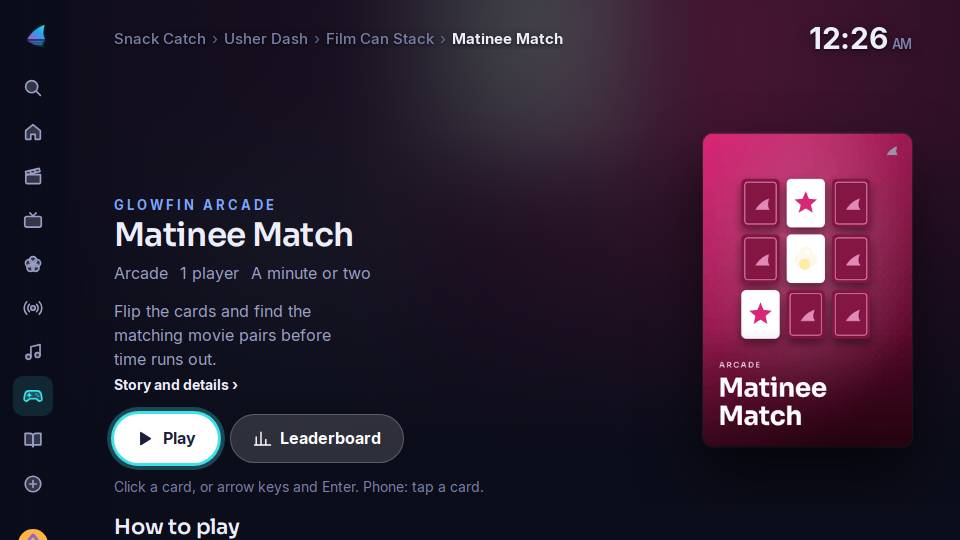 Snack Catch › Usher Dash › Film Can Stack › Matinee Match
12:26 AM
GLOWFIN ARCADE
Matinee Match
Arcade 1 player A minute or two
Flip the cards and find the
matching movie pairs before
time runs out.
Story and details ›
Play
Leaderboard
Click a card, or arrow keys and Enter. Phone: tap a card.
How to play
ARCADE
Matinee
Match